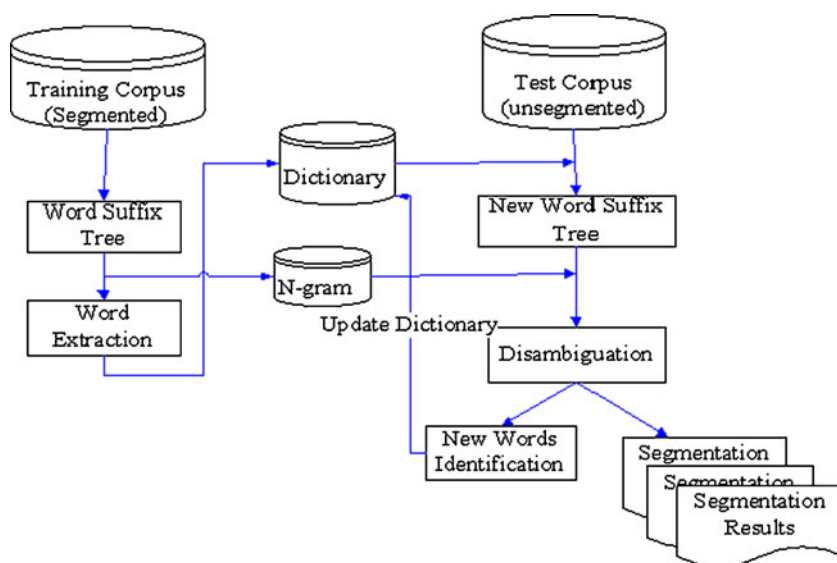 Training Corpus
(Segmented)
Test Corpus
(unsegmented)
Dictionary
Word Suffix
Tree
New Word Suffix
Tree
N-gram
Word
Extraction
Update Dictionary
Disambiguation
New Words
Identification
Segmentation
Segmentation
Segmentation
Results